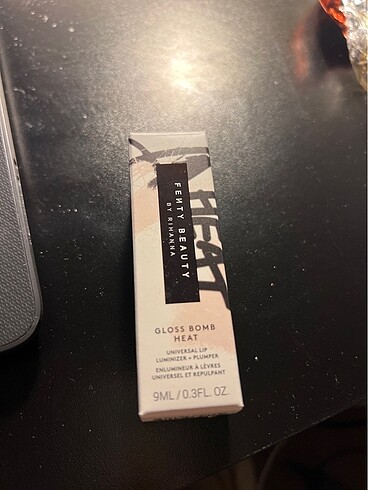 HEAT
FEИTY BEAUTY
BY RIHANNA
GLOSS BOMB
HEAT
UNIVERSAL LIP
LUMINIZER + PLUMPER
ENLUMINEUR À LÈVRES
UNIVERSEL ET REPULPANT
9ML / 0.3FL. OZ.